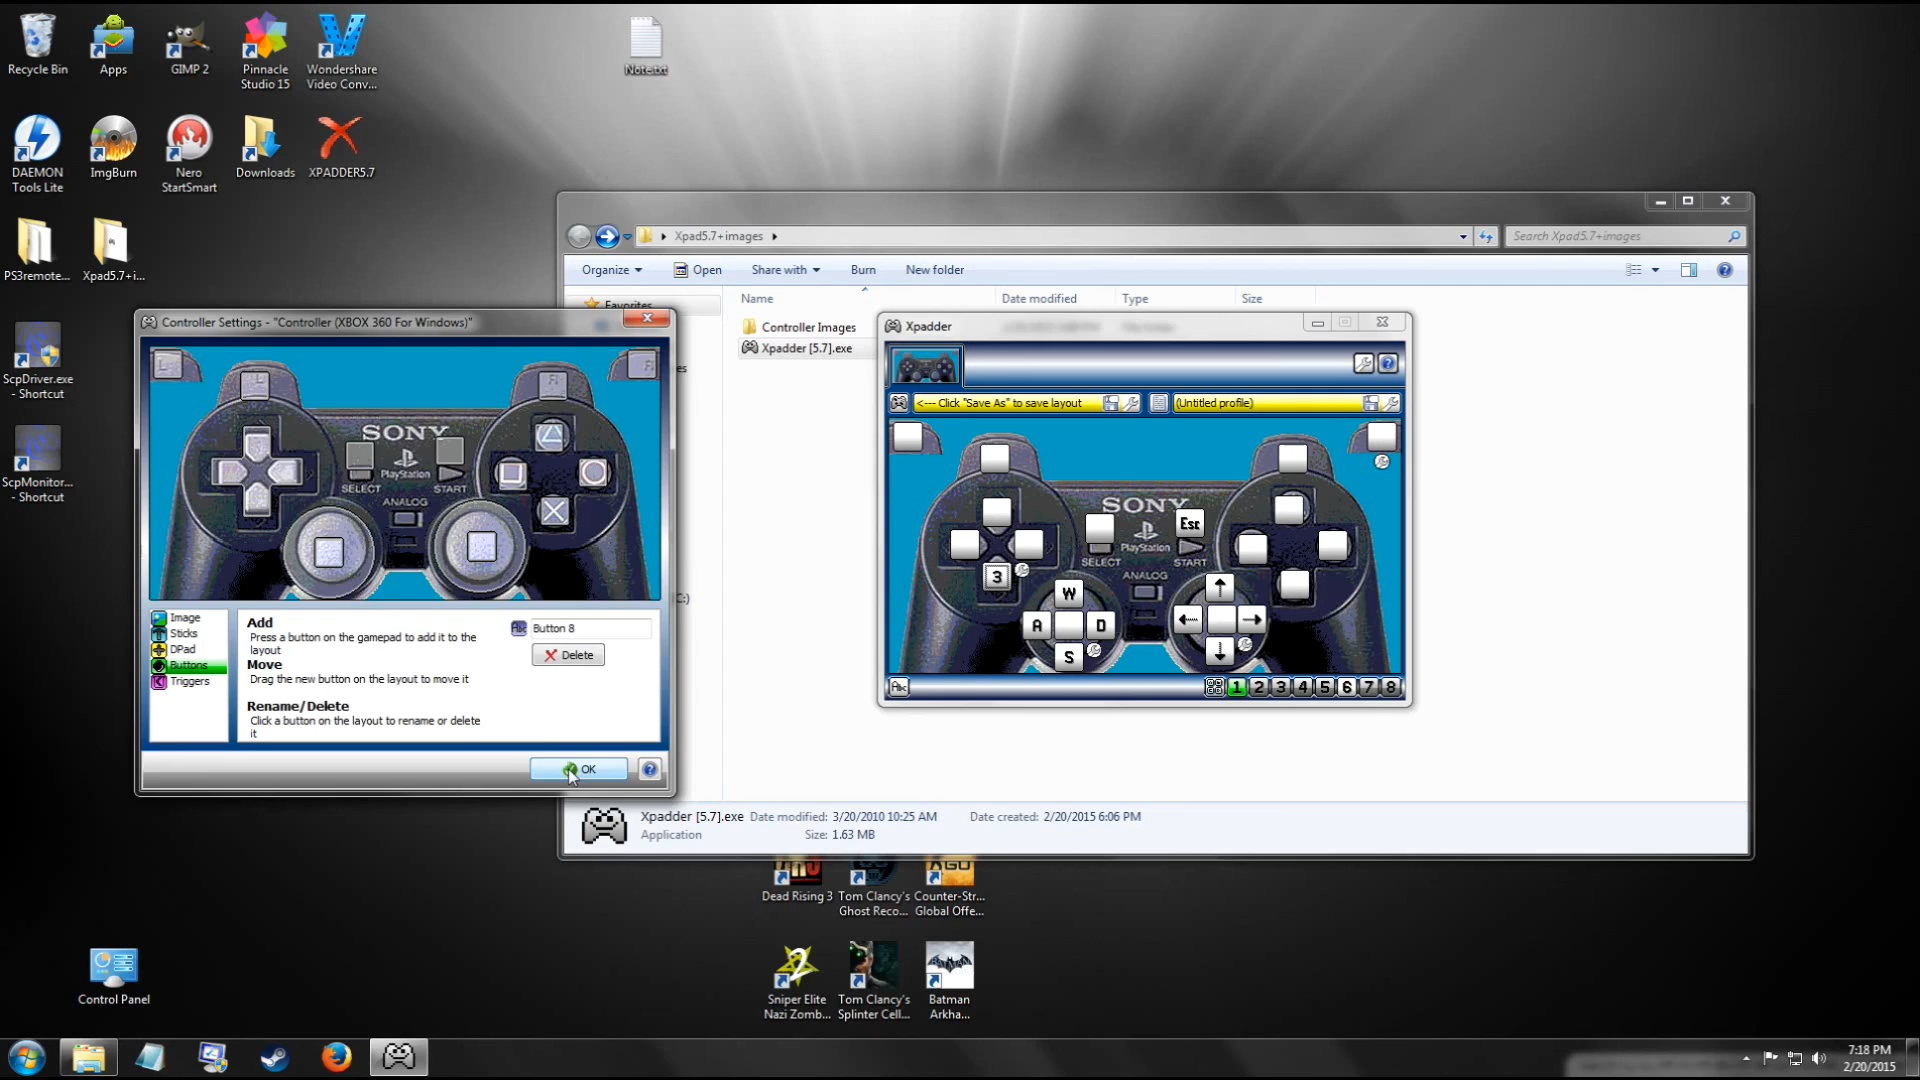 Recycle Bin
Apps
GIMP 2
Pinnacle
Studio 15
Wondershare
Video Conv...
Note.txt
DAEMON
Tools Lite
ImgBurn
Nero
StartSmart
Downloads
XPADDER5.7
PS3remote...
Xpad5.7+i...
ScpDriver.exe
- Shortcut
ScpMonitor...
- Shortcut
Xpad5.7+images
Search Xpad5.7+images
Organize
Open
Share with
Burn
New folder
Favorites
Name
Date modified
Type
Size
Controller Images
Xpadder [5.7].exe
Controller Settings - "Controller (XBOX 360 For Windows)"
SONY
PlayStation
SELECT
START
ANALOG
Image
Sticks
DPad
Buttons
Triggers
Add
Press a button on the gamepad to add it to the
layout
Move
Drag the new button on the layout to move it
Rename/Delete
Click a button on the layout to rename or delete
it
Abc
Button 8
Delete
OK
Xpadder
<--- Click "Save As" to save layout
(Untitled profile)
SONY
Esc
PlayStation
SELECT
START
ANALOG
3
W
A
D
S
Abc
1 2 3 4 5 6 7 8
es
C:)
Xpadder [5.7].exe
Date modified: 3/20/2010 10:25 AM
Date created: 2/20/2015 6:06 PM
Application
Size: 1.63 MB
Dead Rising 3
Tom Clancy's
Ghost Reco...
Counter-Str...
Global Offe...
2
Sniper Elite
Nazi Zomb...
Tom Clancy's
Splinter Cell...
Batman
Arkha...
Control Panel
7:18 PM
2/20/2015